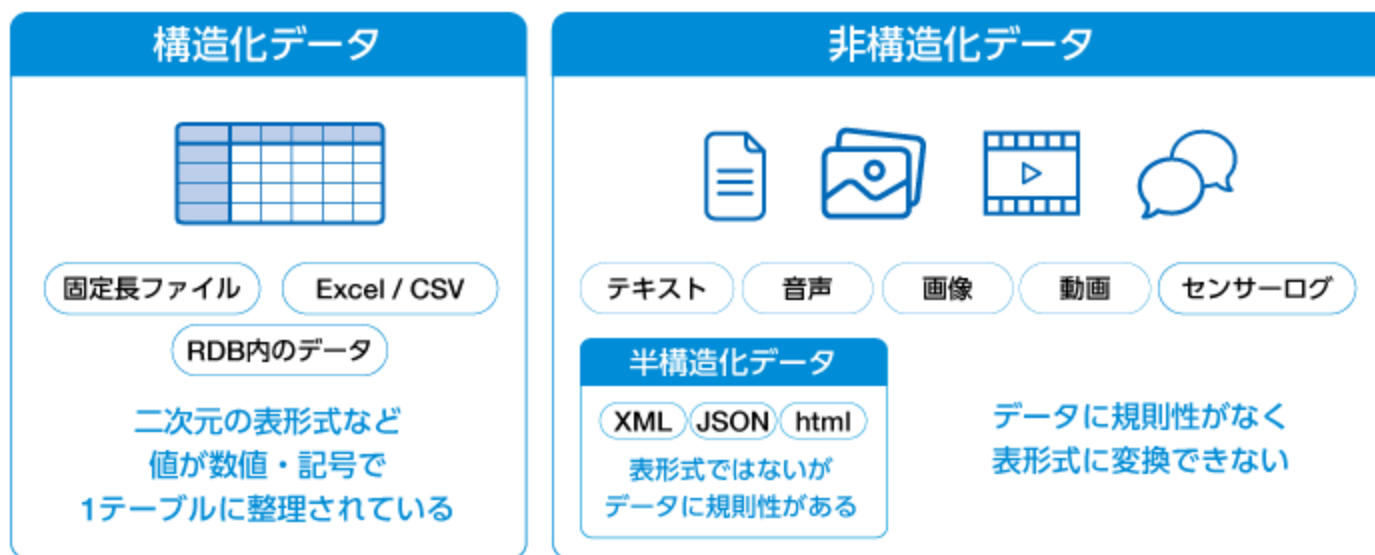 構造化データ
固定長ファイル
Excel / CSV
RDB内のデータ
二次元の表形式など
値が数値・記号で
1テーブルに整理されている
非構造化データ
テキスト
音声
画像
動画
センサーログ
半構造化データ
XML
JSON
html
表形式ではないが
データに規則性がある
データに規則性がなく
表形式に変換できない